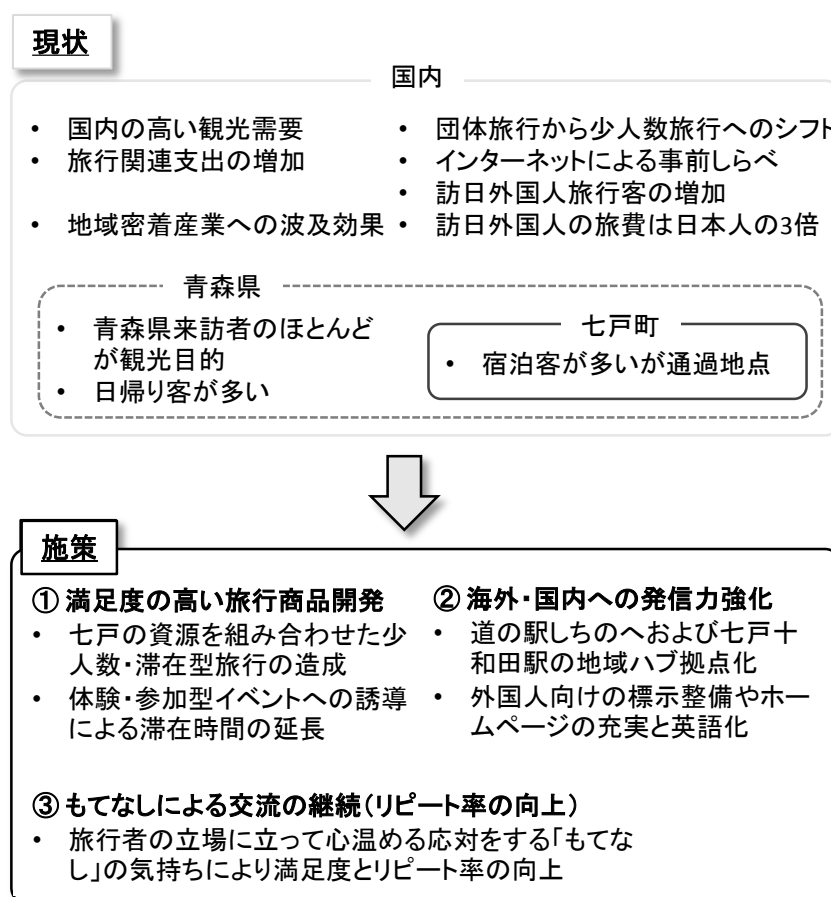 現状
国内
• 国内の高い観光需要
• 旅行関連支出の増加
• 地域密着産業への波及効果
• 団体旅行から少人数旅行へのシフト
• インターネットによる事前しらべ
• 訪日外国人旅行客の増加
• 訪日外国人の旅費は日本人の3倍
青森県
• 青森県来訪者のほとんど
が観光目的
• 日帰り客が多い
七戸町
• 宿泊客が多いが通過地点
施策
① 満足度の高い旅行商品開発
• 七戸の資源を組み合わせた少
人数・滞在型旅行の造成
• 体験・参加型イベントへの誘導
による滞在時間の延長
② 海外・国内への発信力強化
• 道の駅しちのへおよび七戸十
和田駅の地域ハブ拠点化
• 外国人向けの標示整備やホー
ムページの充実と英語化
③ もてなしによる交流の継続(リピート率の向上)
• 旅行者の立場に立って心温める応対をする「もてな
し」の気持ちにより満足度とリピート率の向上